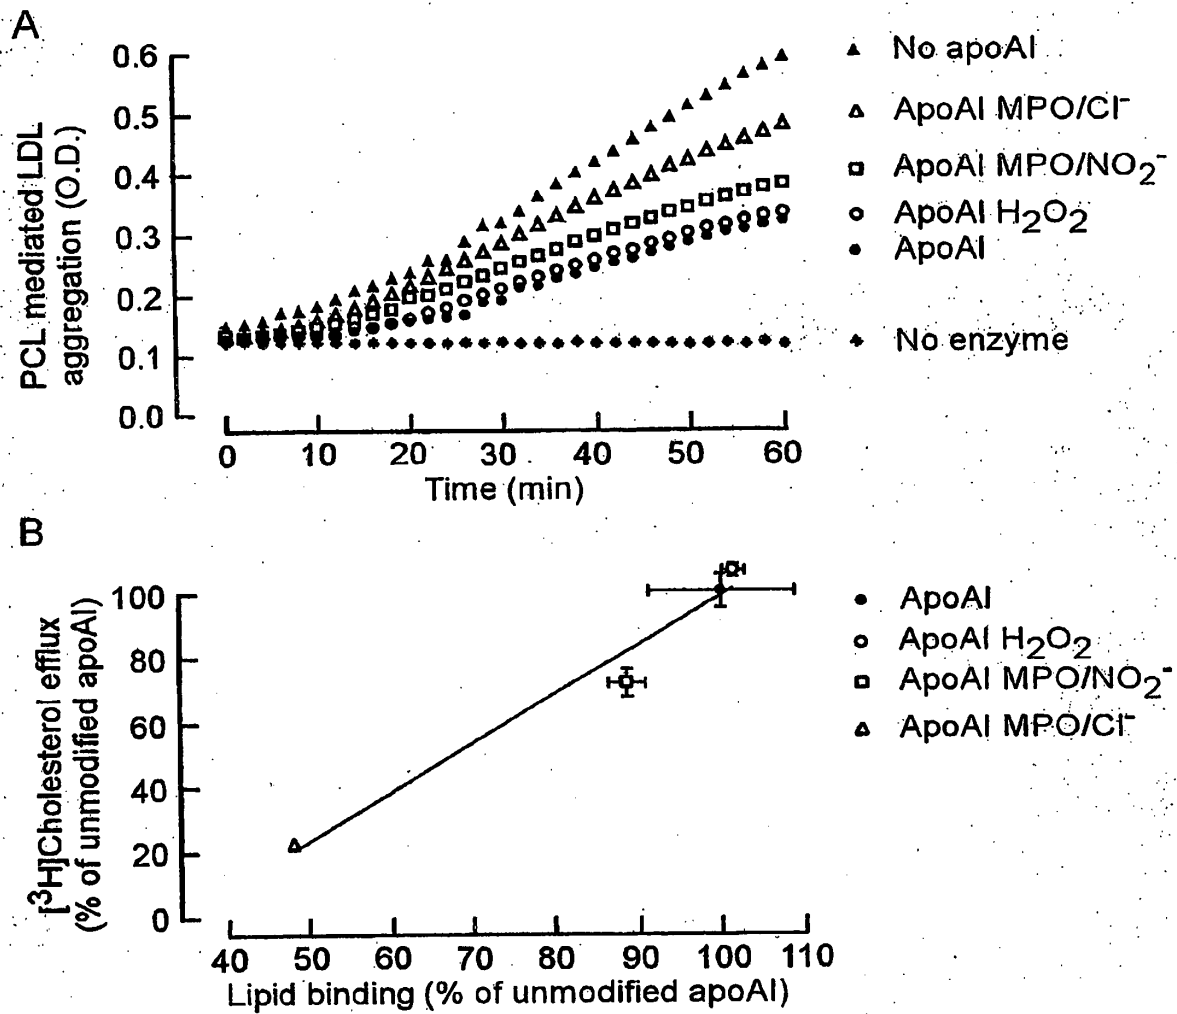 A
PCL mediated LDL
aggregation (O.D.)
0.6
0.5
0.4
0.3
0.2
0.1
0.0
0 10 20 30 40 50 60
Time (min)
No apoAI
ApoAI MPO/Cl⁻
ApoAI MPO/NO₂⁻
ApoAI H₂O₂
ApoAI
No enzyme
B
[³H]Cholesterol efflux
(% of unmodified apoAI)
100
80
60
40
20
0
40 50 60 70 80 90 100 110
Lipid binding (% of unmodified apoAI)
ApoAI
ApoAI H₂O₂
ApoAI MPO/NO₂⁻
ApoAI MPO/Cl⁻